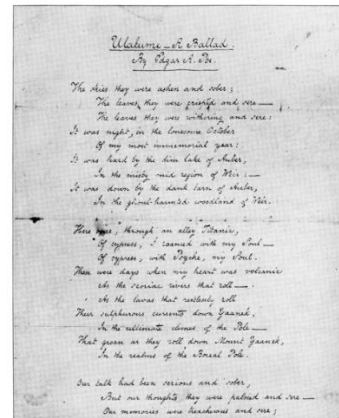 Ulalume — A Ballad.
By Edgar A. Poe.
The skies they were ashen and sober;
The leaves they were crispéd and sere —
The leaves they were withering and sere:
It was night, in the lonesome October
Of my most immemorial year:
It was hard by the dim lake of Auber,
In the misty mid region of Weir: —
It was down by the dank tarn of Auber,
In the ghoul-haunted woodland of Weir.
Here once, through an alley Titanic,
Of cypress, I roamed with my Soul —
Of cypress, with Psyche, my Soul.
These were days when my heart was volcanic
As the scoriac rivers that roll —
As the lavas that restlessly roll
Their sulphurous currents down Yaanek,
In the ultimate climes of the Pole —
That groan as they roll down Mount Yaanek,
In the realms of the Boreal Pole.
Our talk had been serious and sober,
But our thoughts they were palsied and sere —
Our memories were treacherous and sere;